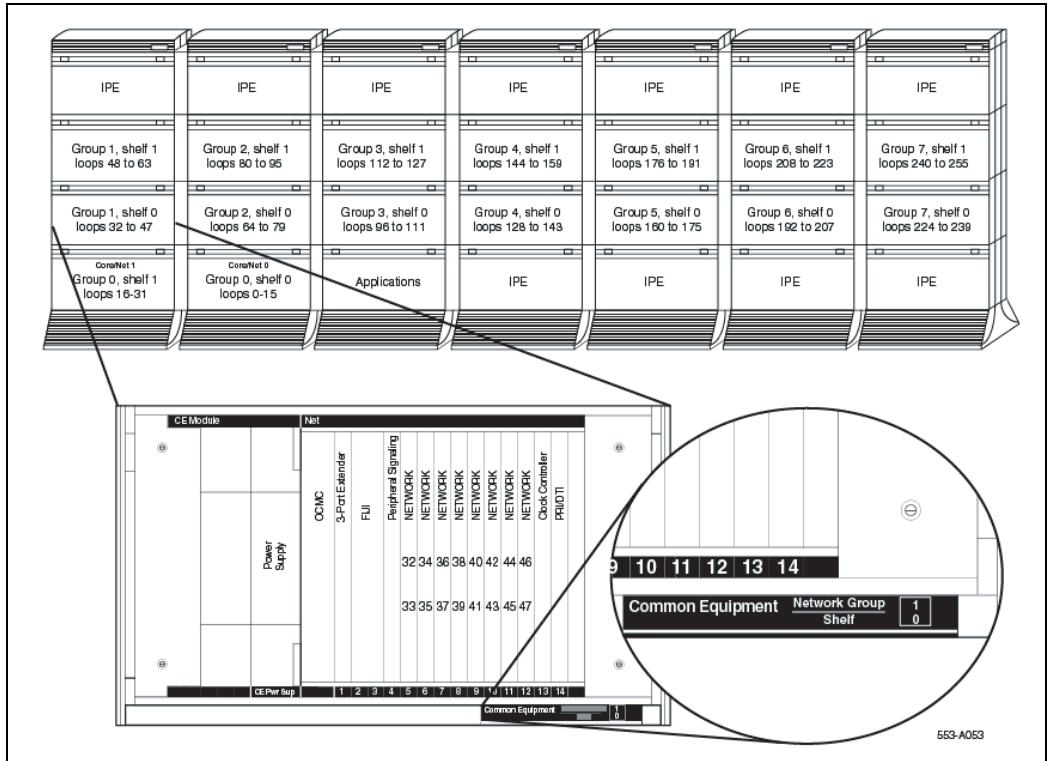 IPE IPE IPE IPE IPE IPE IPE
Group 1, shelf 1
loops 48 to 63
Group 2, shelf 1
loops 80 to 95
Group 3, shelf 1
loops 112 to 127
Group 4, shelf 1
loops 144 to 159
Group 5, shelf 1
loops 176 to 191
Group 6, shelf 1
loops 208 to 223
Group 7, shelf 1
loops 240 to 255
Group 1, shelf 0
loops 32 to 47
Group 2, shelf 0
loops 64 to 79
Group 3, shelf 0
loops 96 to 111
Group 4, shelf 0
loops 128 to 143
Group 5, shelf 0
loops 160 to 175
Group 6, shelf 0
loops 192 to 207
Group 7, shelf 0
loops 224 to 239
Core/Net 1
Group 0, shelf 1
loops 16-31
Core/Net 0
Group 0, shelf 0
loops 0-15
Applications
IPE IPE IPE IPE
CE Module Net
Power
Supply
OCMC
3-Port Extender
FIJI
Peripheral Signaling
NETWORK
NETWORK
NETWORK
NETWORK
NETWORK
NETWORK
NETWORK
NETWORK
Clock Controller
PRI/DTI
32 34 36 38 40 42 44 46
33 35 37 39 41 43 45 47
CE Pwr Sup 1 2 3 4 5 6 7 8 9 10 11 12 13 14
Common Equipment 1
0
9 10 11 12 13 14
Common Equipment Network Group 1
Shelf 0
553-A053